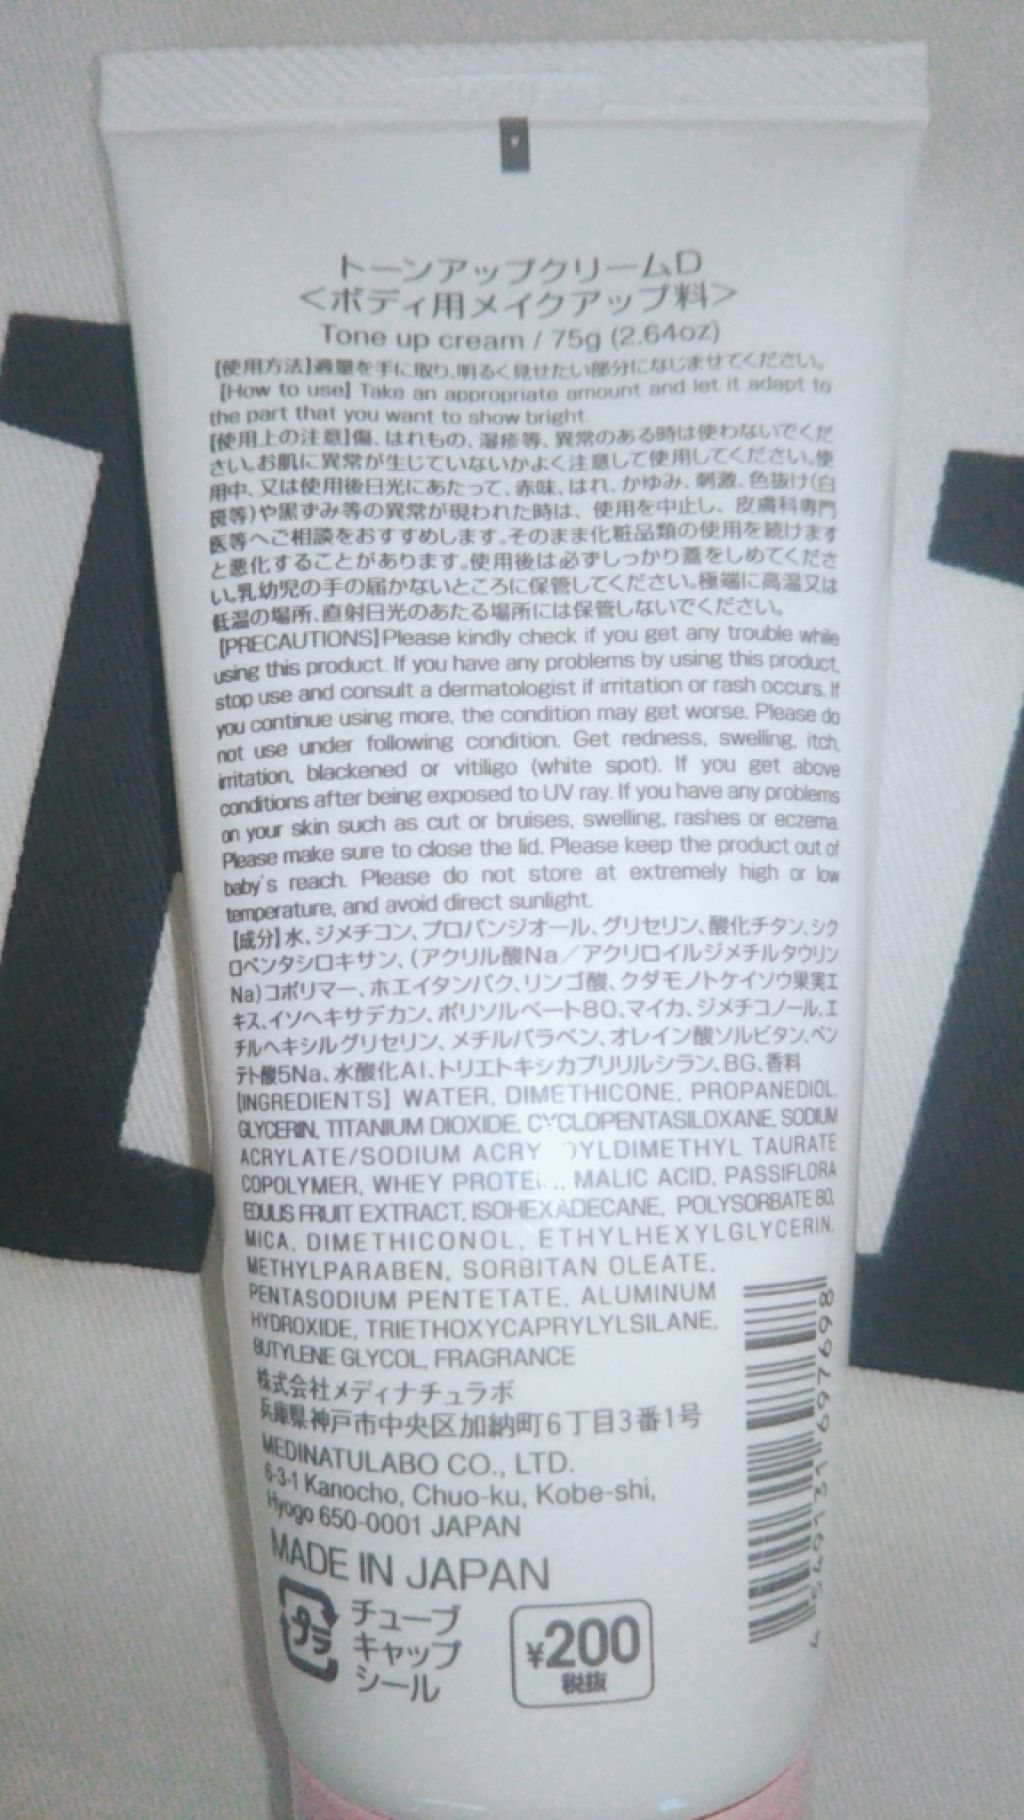 トーンアップクリームD
<ボディ用メイクアップ料>
Tone up cream / 75g (2.64oz)
【使用方法】適量を手に取り、明るく見せたい部分になじませてください。
[How to use] Take an appropriate amount and let it adapt to
the part that you want to show bright.
【使用上の注意】傷、はれもの、湿疹等、異常のある時は使わないでくだ
さい。お肌に異常が生じていないかよく注意して使用してください。使
用中、又は使用後日光にあたって、赤味、はれ、かゆみ、刺激、色抜け(白
斑等)や黒ずみ等の異常が現われた時は、使用を中止し、皮膚科専門
医等へご相談をおすすめします。そのまま化粧品類の使用を続けます
と悪化することがあります。使用後は必ずしっかり蓋をしめてくださ
い。乳幼児の手の届かないところに保管してください。極端に高温又は
低温の場所、直射日光のあたる場所には保管しないでください。
[PRECAUTIONS] Please kindly check if you get any trouble while
using this product. If you have any problems by using this product,
stop use and consult a dermatologist if irritation or rash occurs. If
you continue using more, the condition may get worse. Please do
not use under following condition. Get redness, swelling, itch,
irritation, blackened or vitiligo (white spot). If you get above
conditions after being exposed to UV ray. If you have any problems
on your skin such as cut or bruises, swelling, rashes or eczema.
Please make sure to close the lid. Please keep the product out of
baby's reach. Please do not store at extremely high or low
temperature, and avoid direct sunlight.
【成分】水、ジメチコン、プロパンジオール、グリセリン、酸化チタン、シク
ロペンタシロキサン、(アクリル酸Na／アクリロイルジメチルタウリン
Na)コポリマー、ホエイタンパク、リンゴ酸、クダモノトケイソウ果実エ
キス、イソヘキサデカン、ポリソルベート80、マイカ、ジメチコノール、エ
チルヘキシルグリセリン、メチルパラベン、オレイン酸ソルビタン、ペン
テト酸5Na、水酸化Al、トリエトキシカプリリルシラン、BG、香料
[INGREDIENTS] WATER, DIMETHICONE, PROPANEDIOL,
GLYCERIN, TITANIUM DIOXIDE, CYCLOPENTASILOXANE, SODIUM
ACRYLATE/SODIUM ACRY OYLDIMETHYL TAURATE
COPOLYMER, WHEY PROTEI , MALIC ACID, PASSIFLORA
EDULIS FRUIT EXTRACT, ISOHEXADECANE, POLYSORBATE 80,
MICA, DIMETHICONOL, ETHYLHEXYLGLYCERIN,
METHYLPARABEN, SORBITAN OLEATE,
PENTASODIUM PENTETATE, ALUMINUM
HYDROXIDE, TRIETHOXYCAPRYLYLSILANE,
BUTYLENE GLYCOL, FRAGRANCE
株式会社メディナチュラボ
兵庫県神戸市中央区加納町6丁目3番1号
MEDINATULABO CO., LTD.
6-3-1 Kanocho, Chuo-ku, Kobe-shi,
Hyogo 650-0001 JAPAN
MADE IN JAPAN
プラ
チューブ
キャップ
シール
¥200
税抜